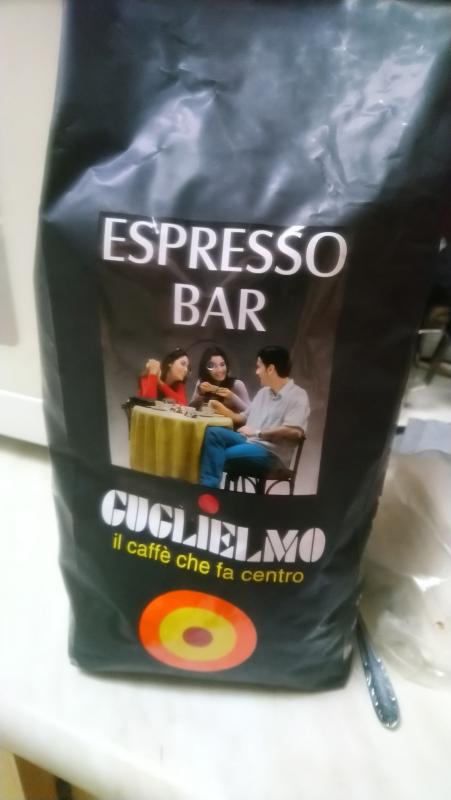 ESPRESSO
BAR
GUGLIELMO
il caffè che fa centro